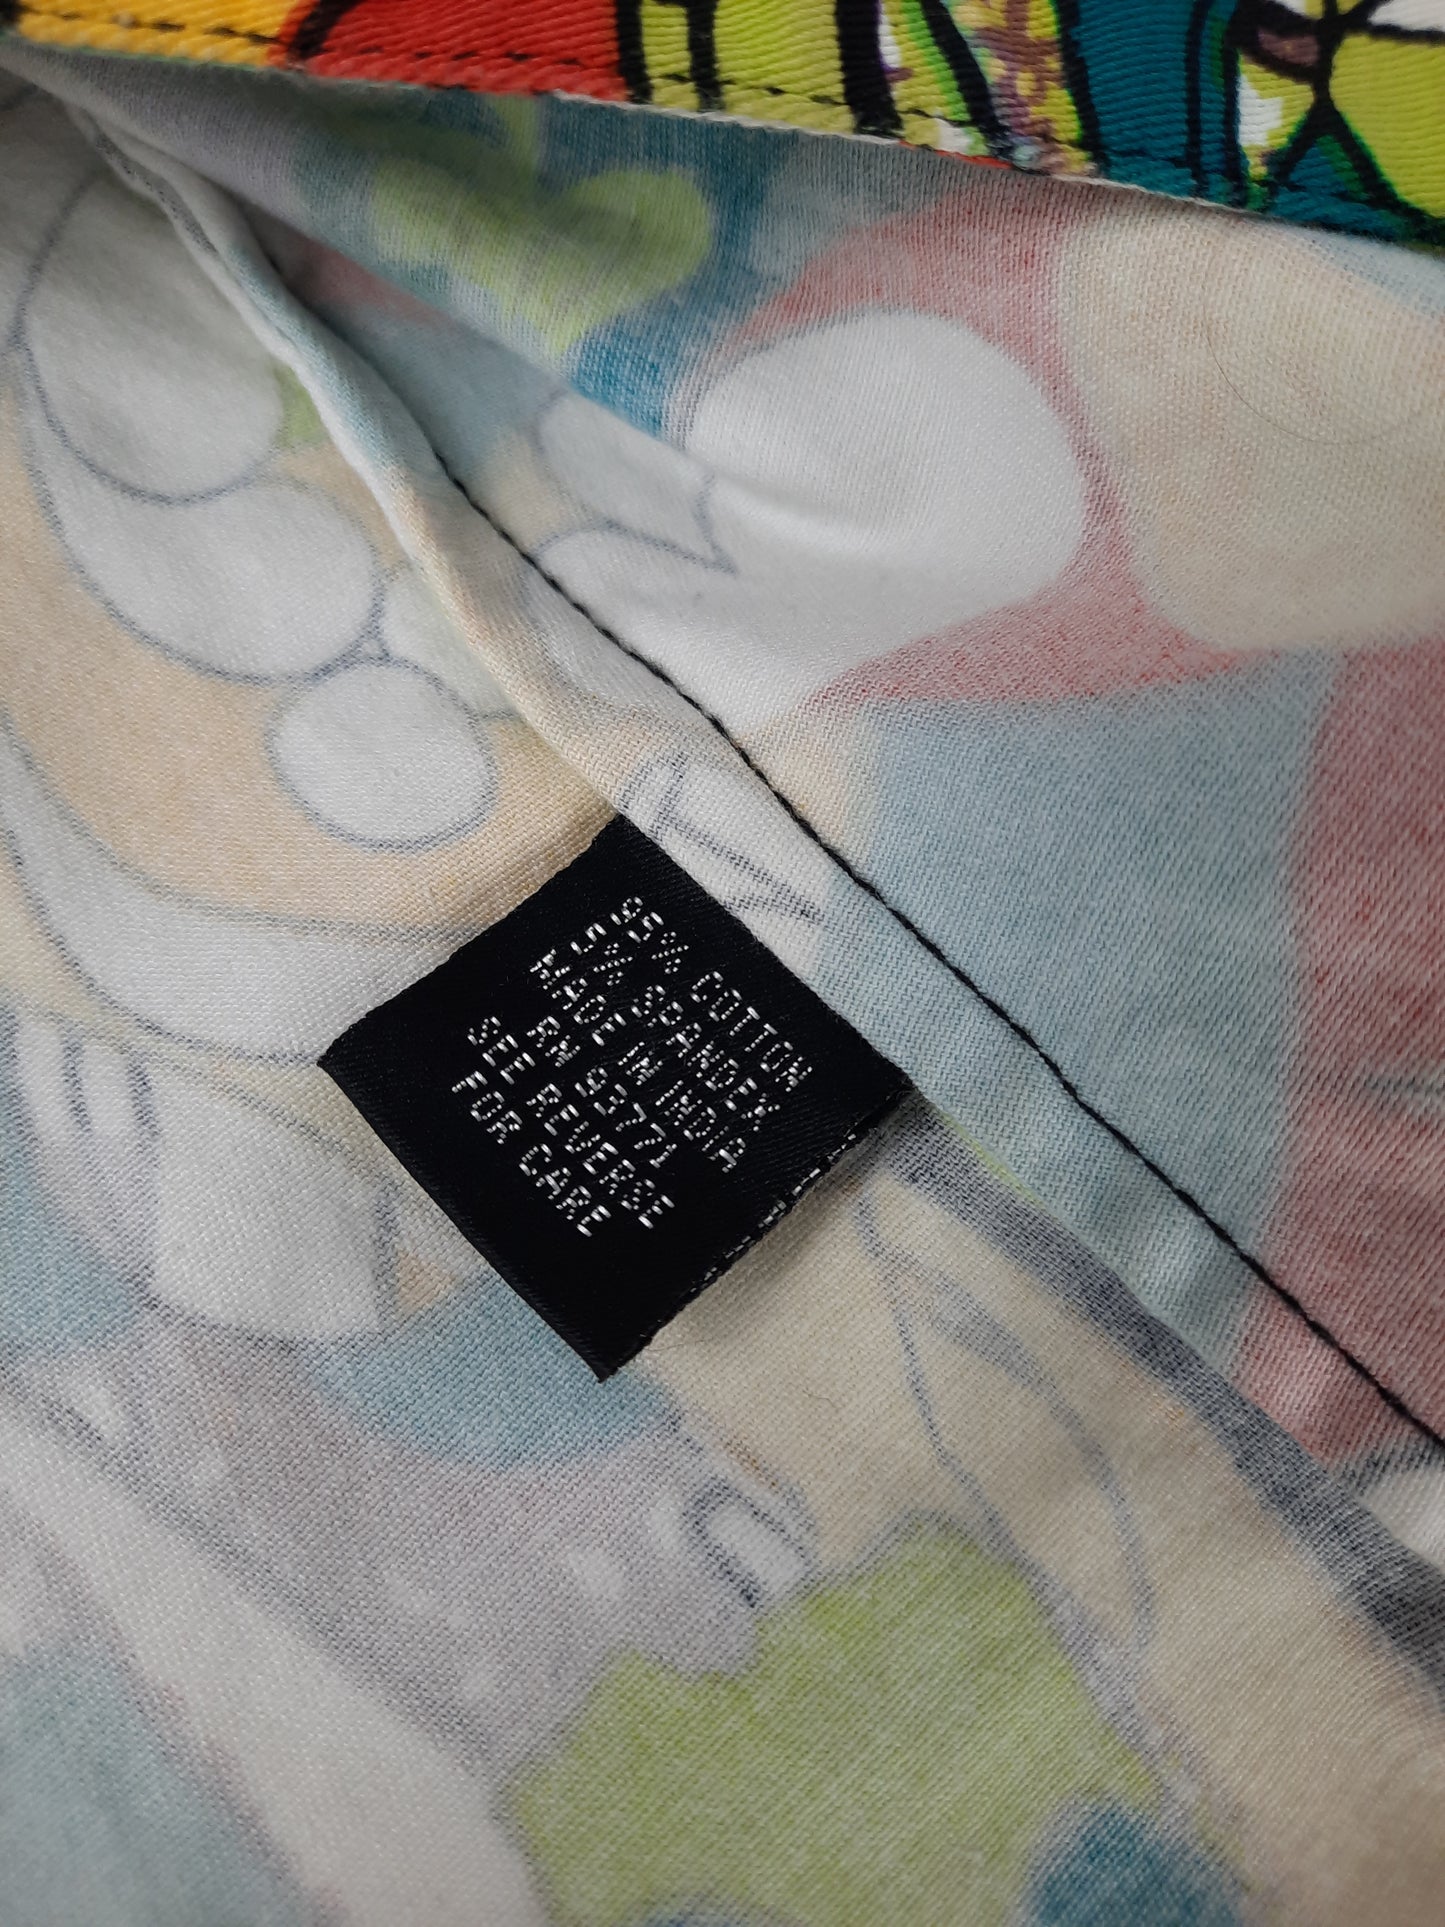 95% COTTON
5% SPANDEX
MADE IN INDIA
RN 93771
SEE REVERSE
FOR CARE